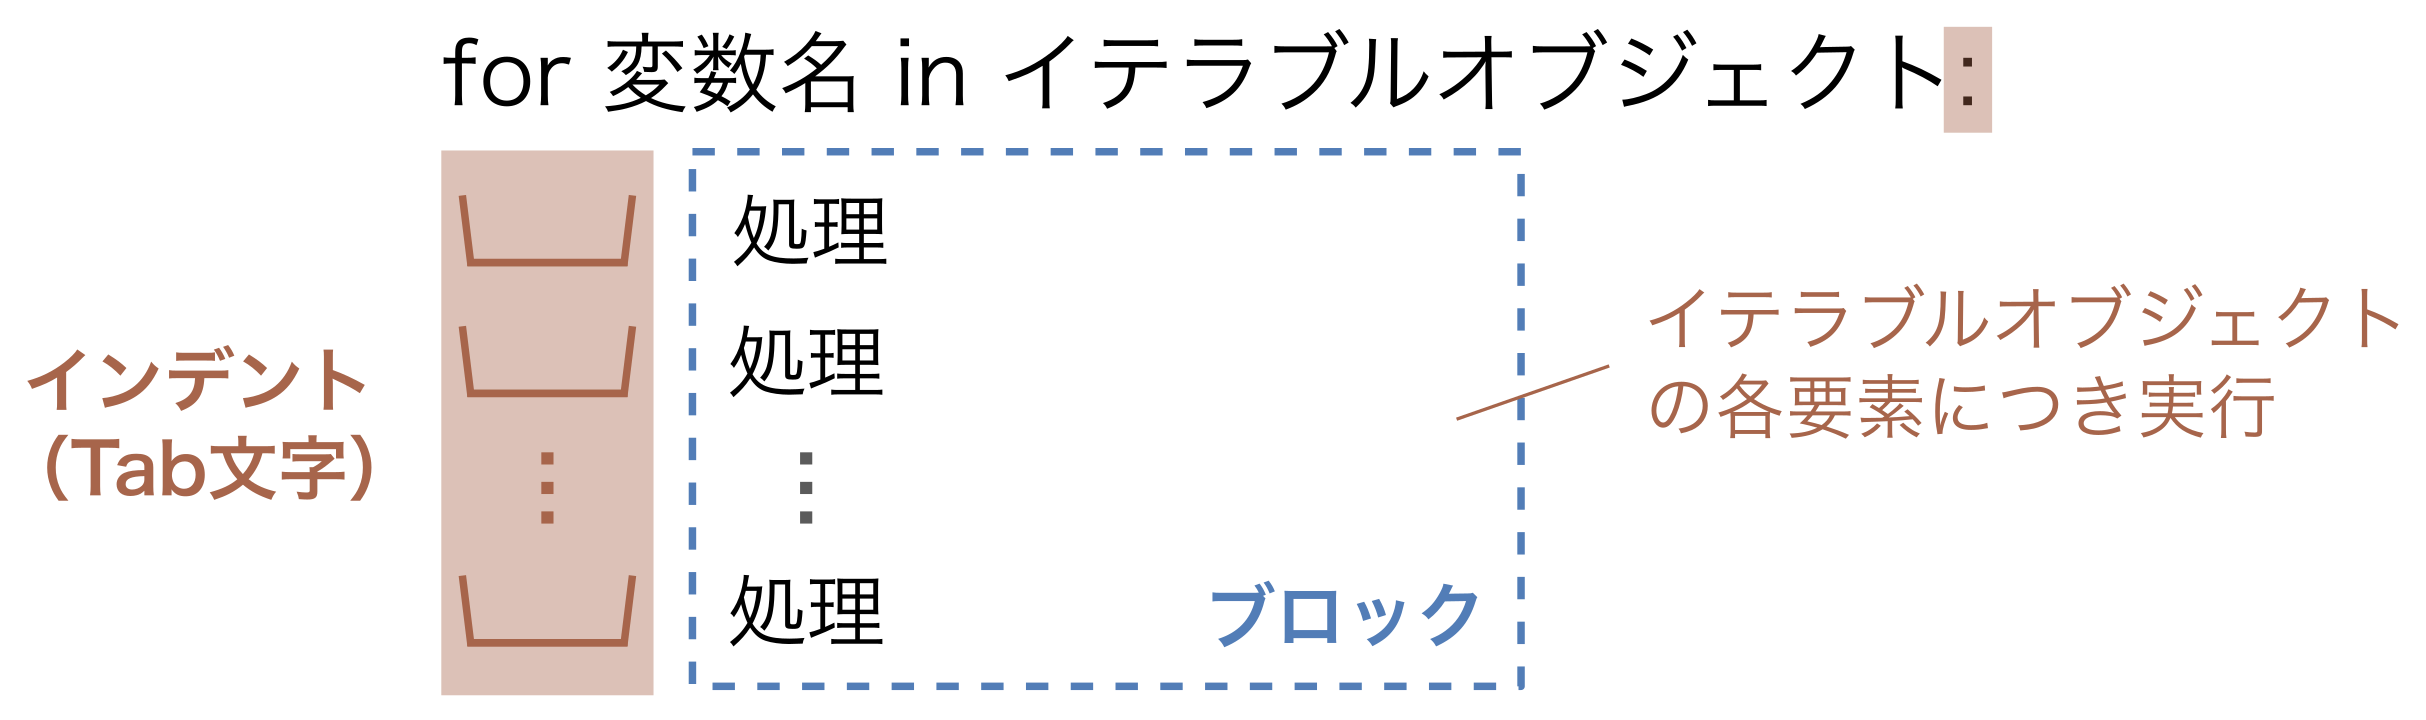 for 変数名 in イテラブルオブジェクト:
処理
処理
⋮
⋮
処理
インデント
（Tab文字）
イテラブルオブジェクト
の各要素につき実行
ブロック